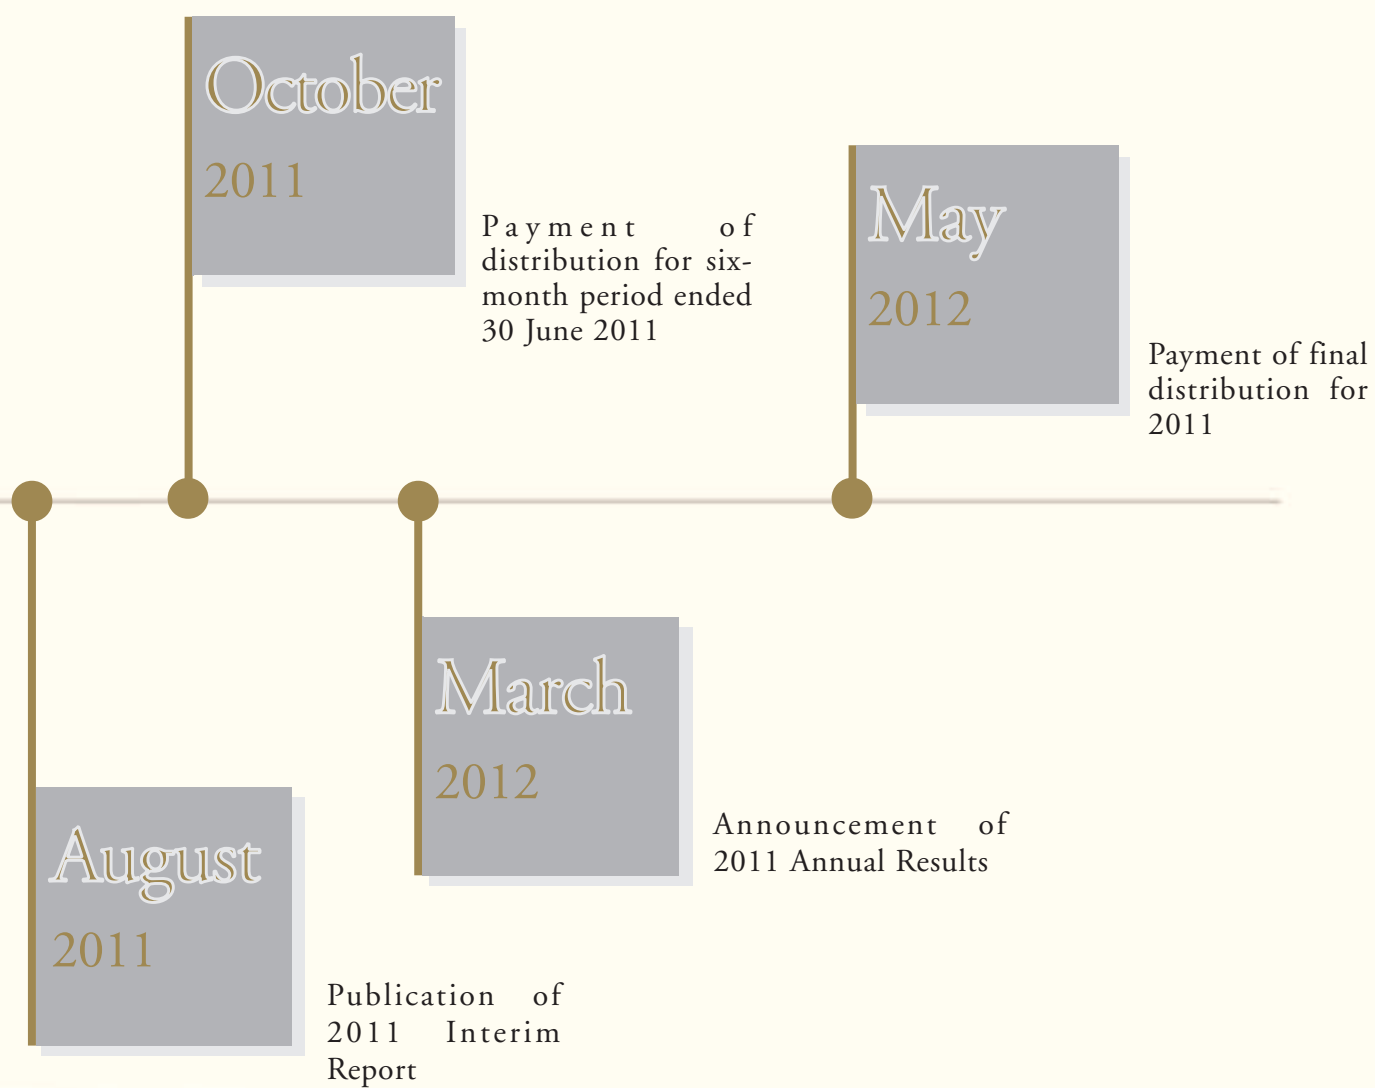 October
2011
Payment of
distribution for six-
month period ended
30 June 2011
May
2012
Payment of final
distribution for
2011
March
2012
Announcement of
2011 Annual Results
August
2011
Publication of
2011 Interim
Report